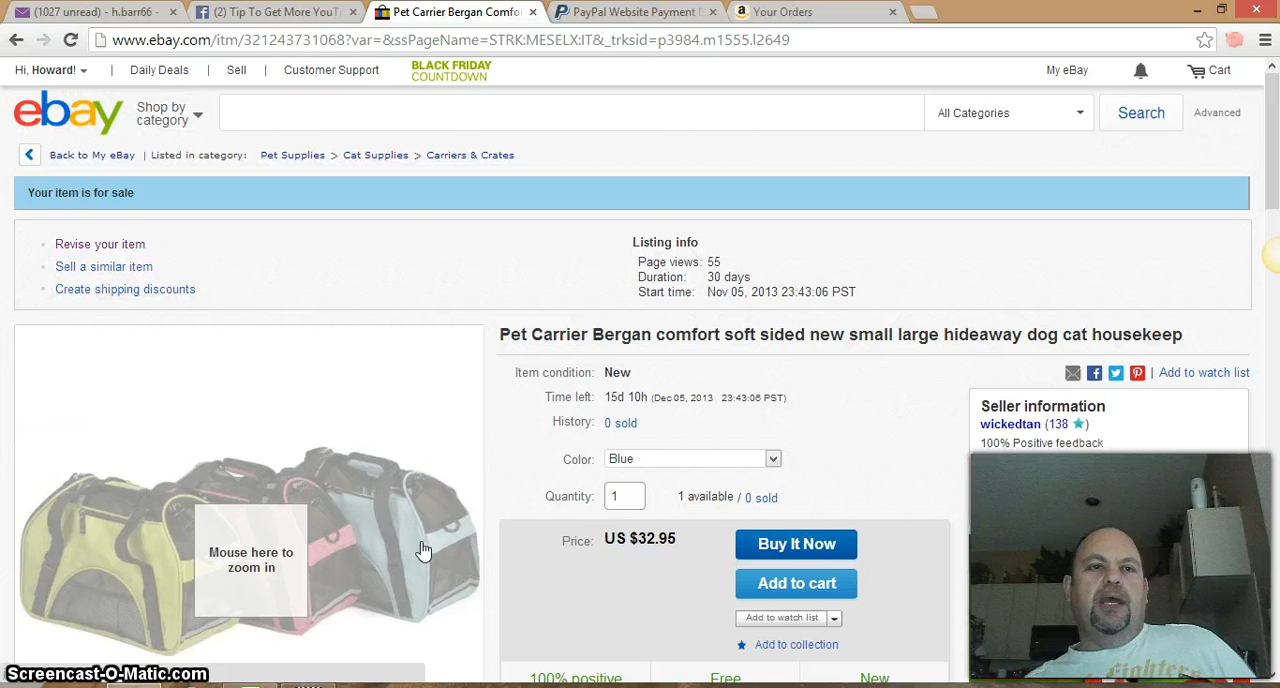 (1027 unread) - h.barr66 -
(2) Tip To Get More YouT
Pet Carrier Bergan Comfo
PayPal Website Payment
Your Orders
www.ebay.com/itm/321243731068?var=&ssPageName=STRK:MESELX:IT&_trksid=p3984.m1555.l2649
Hi, Howard!
Daily Deals
Sell
Customer Support
BLACK FRIDAY
COUNTDOWN
My eBay
Cart
ebay
Shop by
category
All Categories
Search
Advanced
Back to My eBay | Listed in category: Pet Supplies > Cat Supplies > Carriers & Crates
Your item is for sale
Revise your item
Sell a similar item
Create shipping discounts
Listing info
Page views: 55
Duration: 30 days
Start time: Nov 05, 2013 23:43:06 PST
Pet Carrier Bergan comfort soft sided new small large hideaway dog cat housekeep
Item condition: New
Time left: 15d 10h (Dec 05, 2013 23:43:06 PST)
History: 0 sold
Color: Blue
Quantity: 1 1 available / 0 sold
Price: US $32.95
Buy It Now
Add to cart
Add to watch list
Add to collection
100% positive
Free
New
| Add to watch list
Seller information
wickedtan (138)
100% Positive feedback
Mouse here to
zoom in
Fighters
Screencast-O-Matic.com